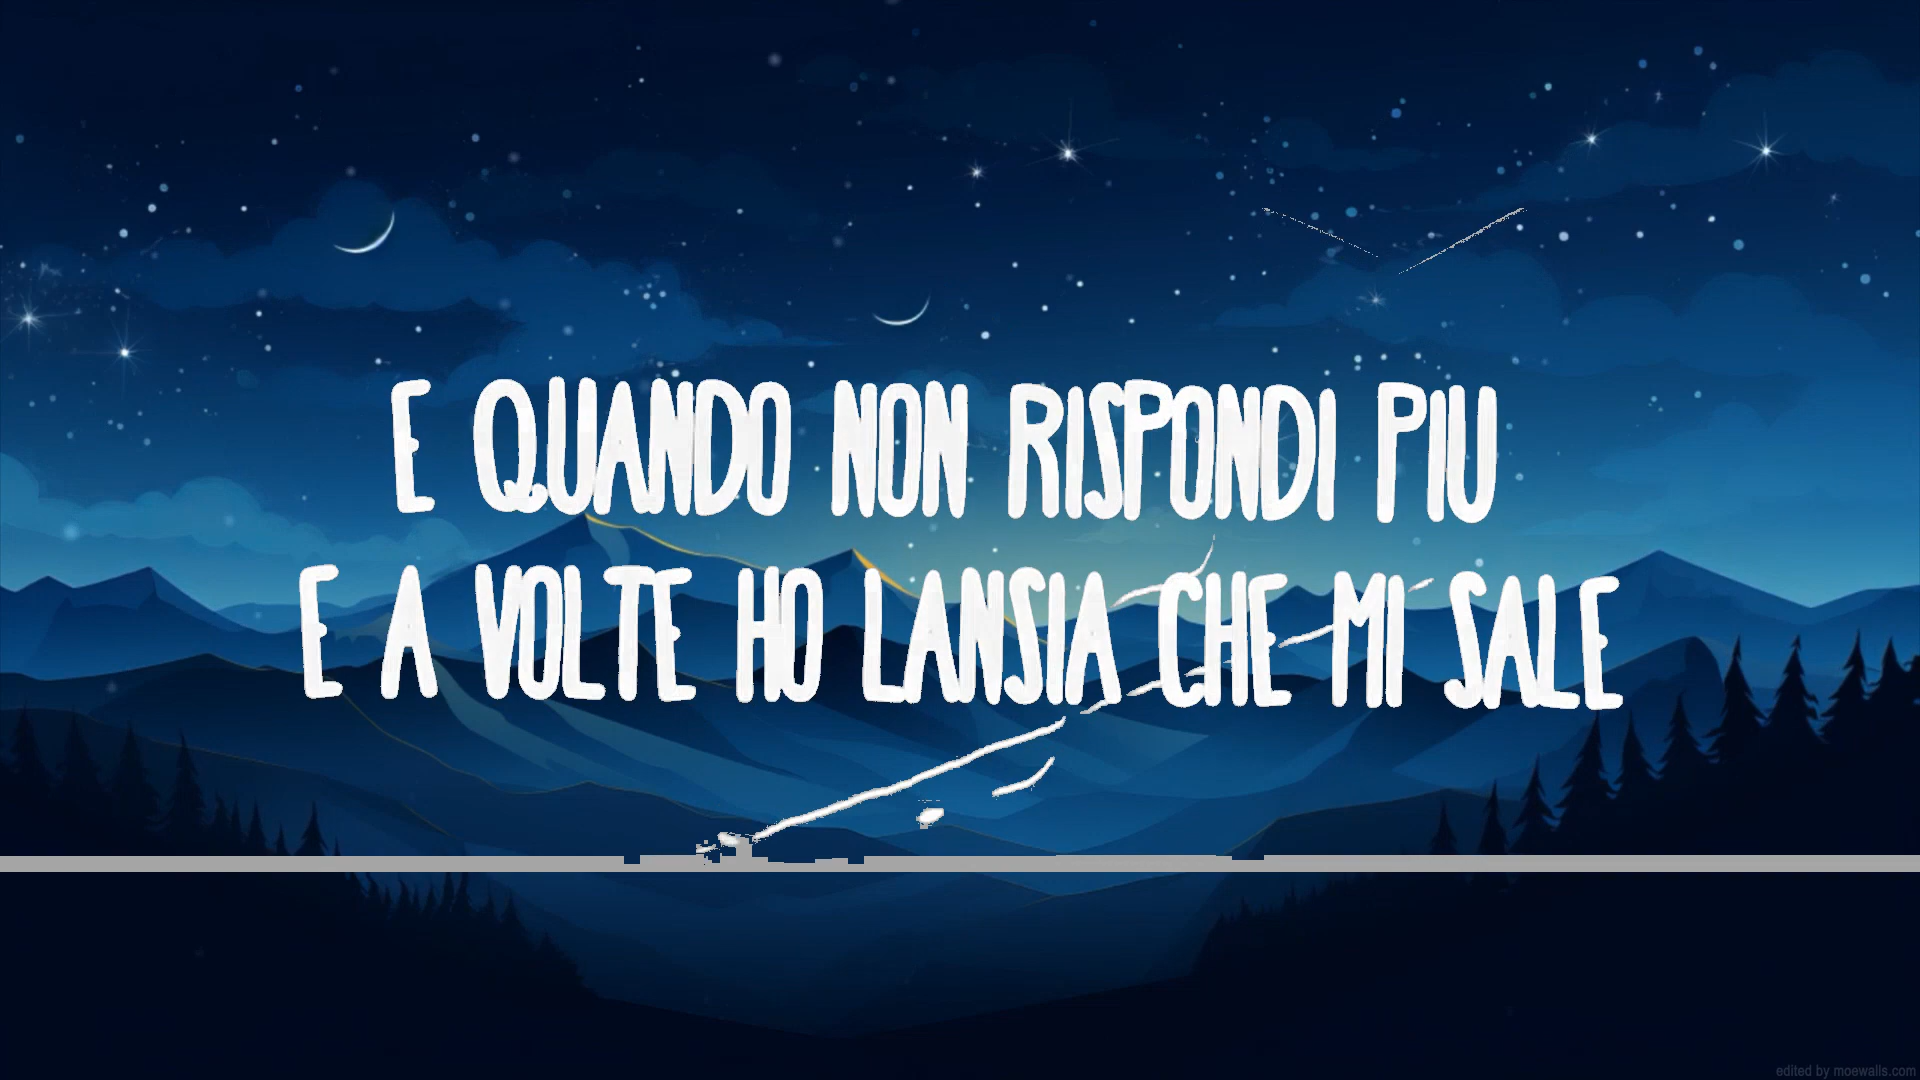 E QUANDO NON RISPONDI PIU
E A VOLTE HO LANSIA CHE MI SALE
edited by moewalls.com